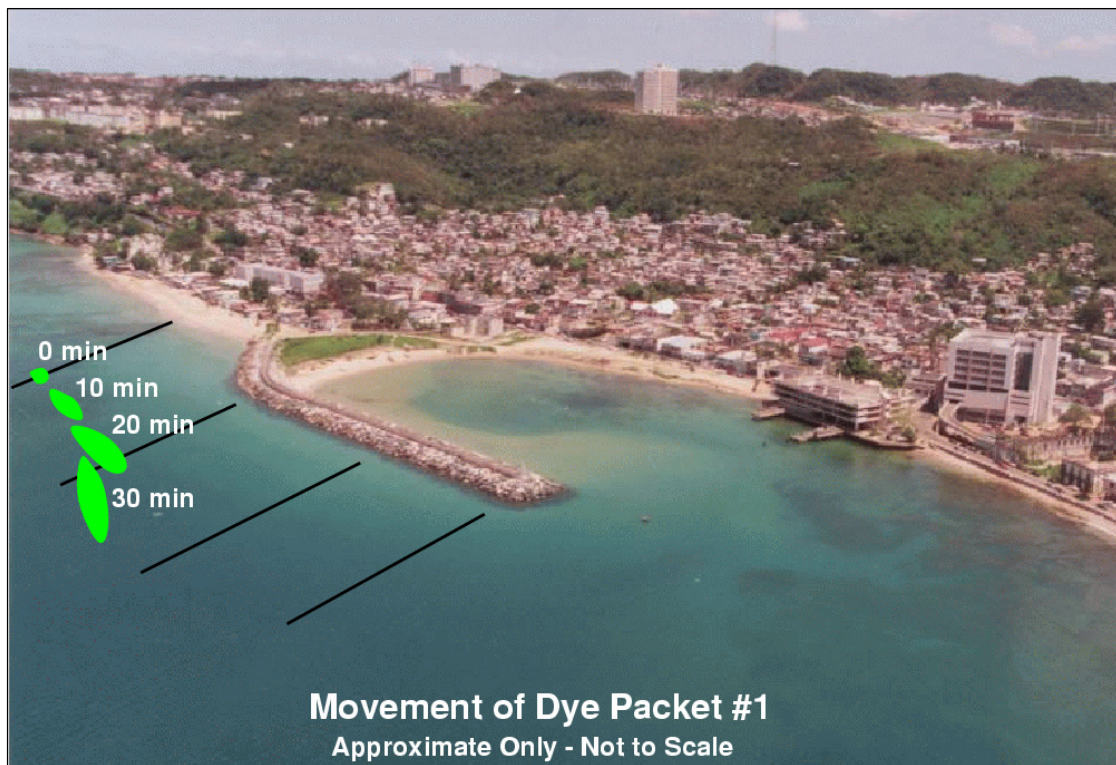 0 min
10 min
20 min
30 min
Movement of Dye Packet #1
Approximate Only - Not to Scale